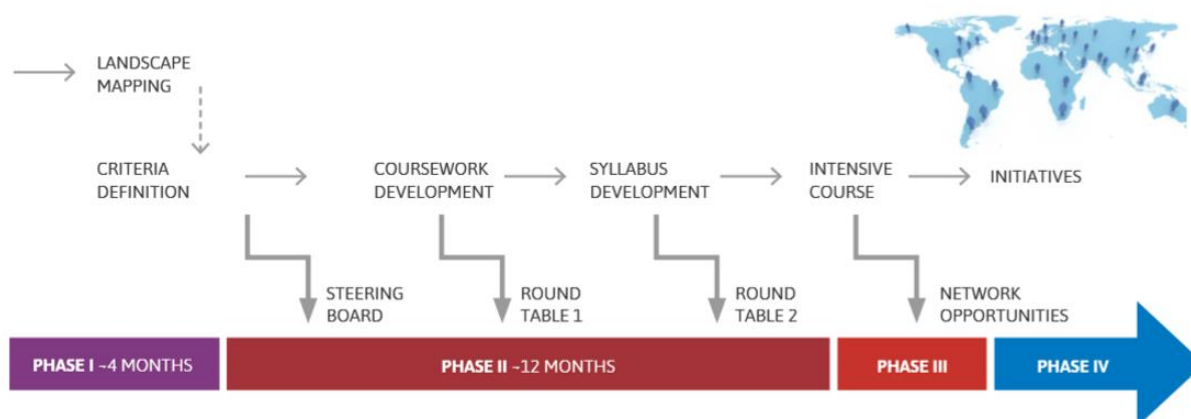 LANDSCAPE
MAPPING
CRITERIA
DEFINITION
COURSEWORK
DEVELOPMENT
SYLLABUS
DEVELOPMENT
INTENSIVE
COURSE
INITIATIVES
STEERING
BOARD
ROUND
TABLE 1
ROUND
TABLE 2
NETWORK
OPPORTUNITIES
PHASE I ~4 MONTHS
PHASE II ~12 MONTHS
PHASE III
PHASE IV